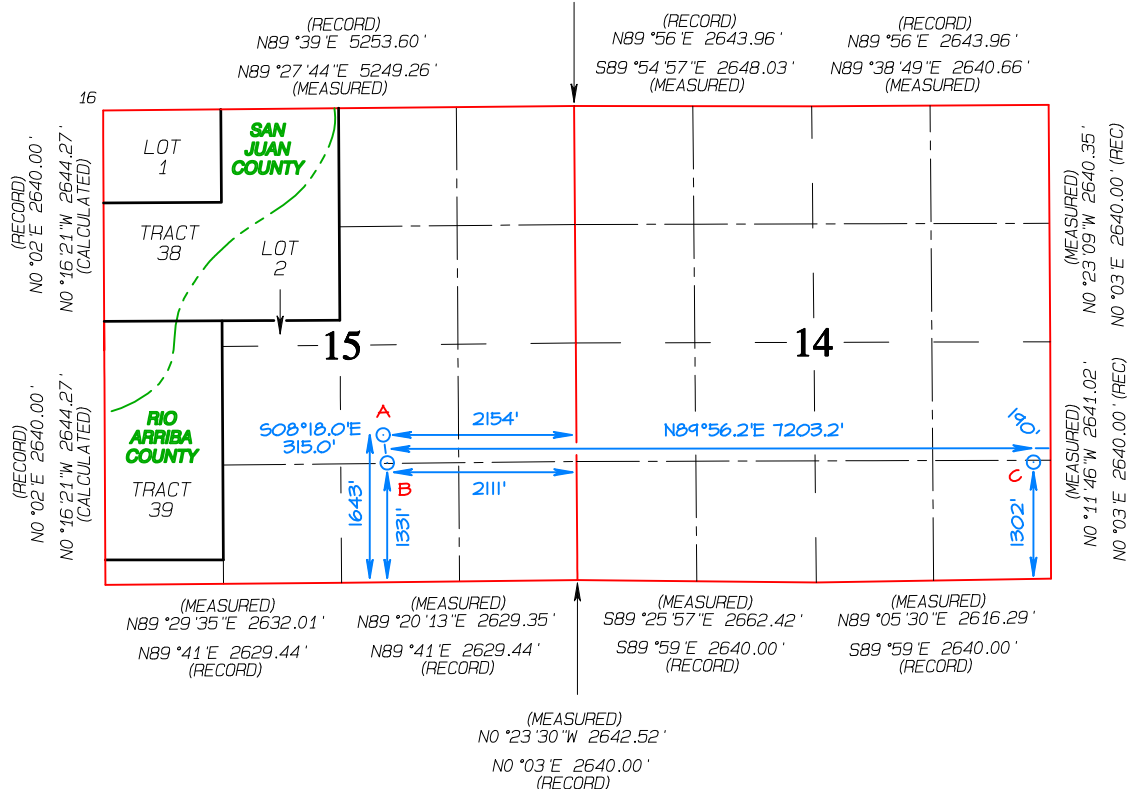 (RECORD)
N89 °39 'E 5253.60 '
N89 °27 '44 "E 5249.26 '
(MEASURED)
(RECORD)
N89 °56 'E 2643.96 '
S89 °54 '57 "E 2648.03 '
(MEASURED)
(RECORD)
N89 °56 'E 2643.96 '
N89 °38 '49 "E 2640.66 '
(MEASURED)
16
(RECORD)
N0 °02 'E 2640.00 '
N0 °16 '21 "W 2644.27 '
(CALCULATED)
LOT
1
SAN
JUAN
COUNTY
TRACT
38
LOT
2
(MEASURED)
N0 °23 '09 "W 2640.35 '
N0 °03 'E 2640.00 ' (REC)
15
14
(RECORD)
N0 °02 'E 2640.00 '
N0 °16 '21 "W 2644.27 '
(CALCULATED)
RIO
ARRIBA
COUNTY
TRACT
39
A
S08°18.0'E
315.0'
2154'
N89°56.2'E 7203.2'
190'
B
2111'
C
1643'
1331'
1302'
(MEASURED)
N0 °11 '46 "W 2641.02 '
N0 °03 'E 2640.00 ' (REC)
(MEASURED)
N89 °29 '35 "E 2632.01 '
N89 °41 'E 2629.44 '
(RECORD)
(MEASURED)
N89 °20 '13 "E 2629.35 '
N89 °41 'E 2629.44 '
(RECORD)
(MEASURED)
S89 °25 '57 "E 2662.42 '
S89 °59 'E 2640.00 '
(RECORD)
(MEASURED)
N89 °05 '30 "E 2616.29 '
S89 °59 'E 2640.00 '
(RECORD)
(MEASURED)
N0 °23 '30 "W 2642.52 '
N0 °03 'E 2640.00 '
(RECORD)